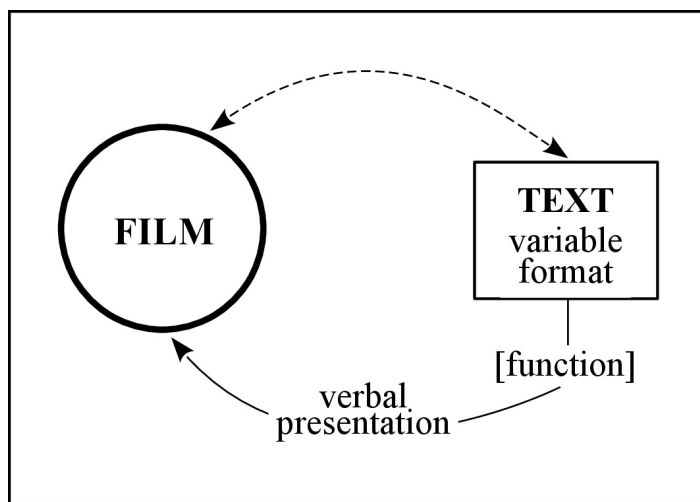 FILM
TEXT
variable
format
[function]
verbal
presentation